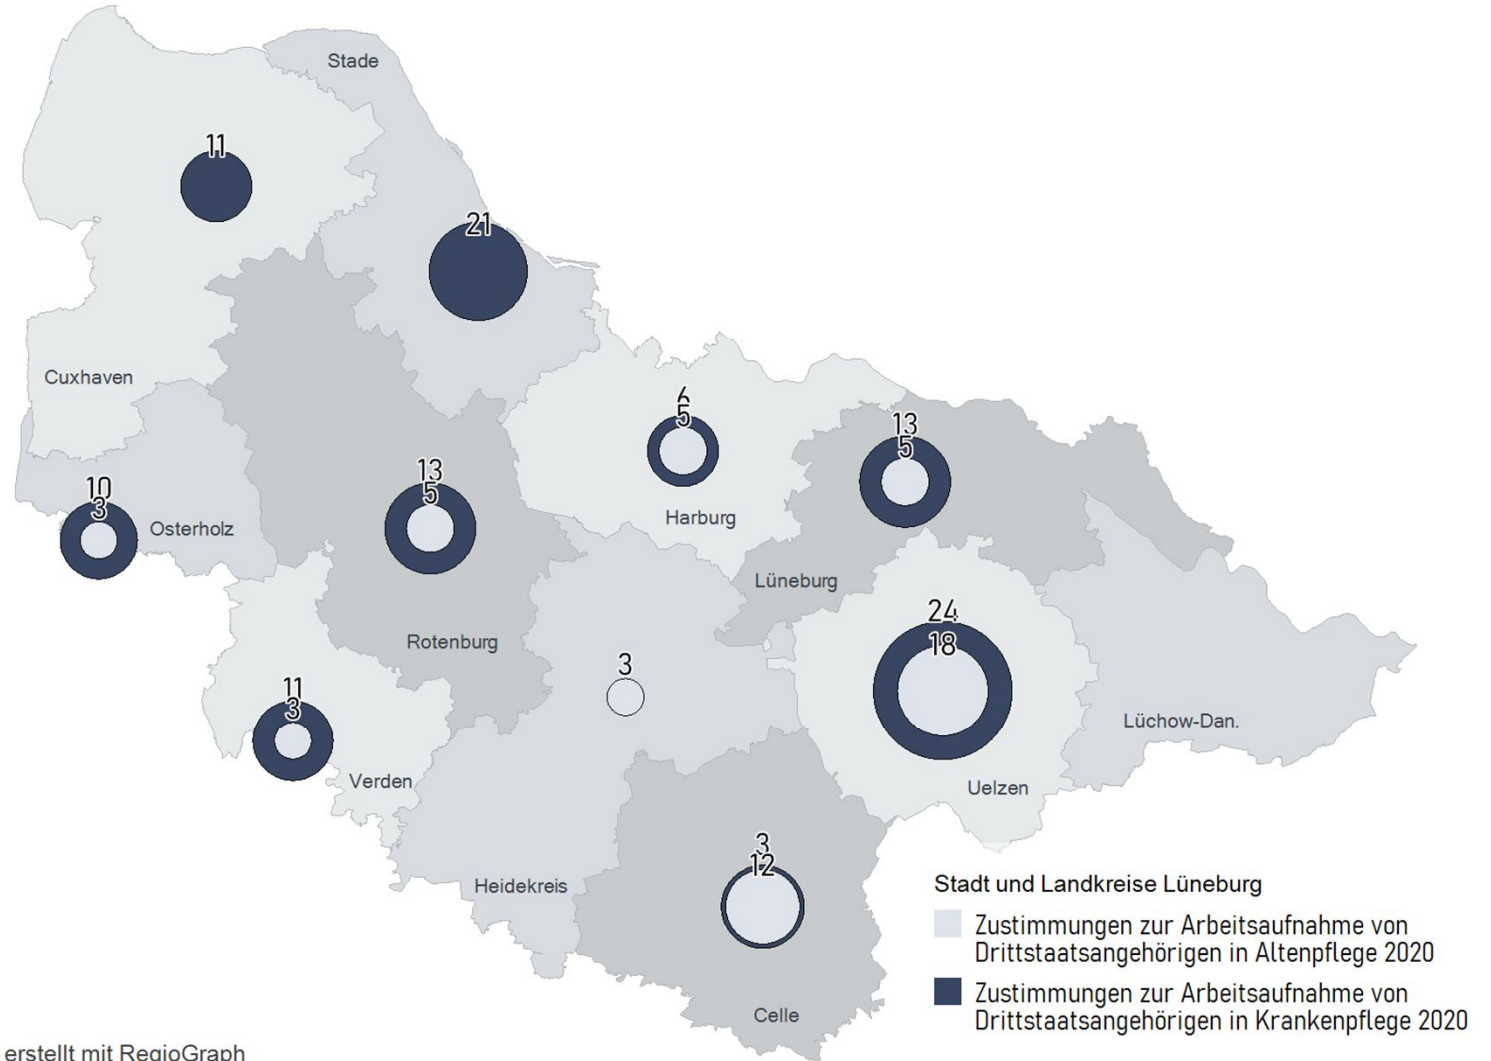 Stade
11
21
Cuxhaven
6
5
13
5
13
5
10
3
Osterholz
Harburg
Lüneburg
24
18
Rotenburg
3
11
3
Lüchow-Dan.
Verden
Uelzen
3
12
Heidekreis
Celle
Stadt und Landkreise Lüneburg
Zustimmungen zur Arbeitsaufnahme von
Drittstaatsangehörigen in Altenpflege 2020
Zustimmungen zur Arbeitsaufnahme von
Drittstaatsangehörigen in Krankenpflege 2020
erstellt mit RegioGraph